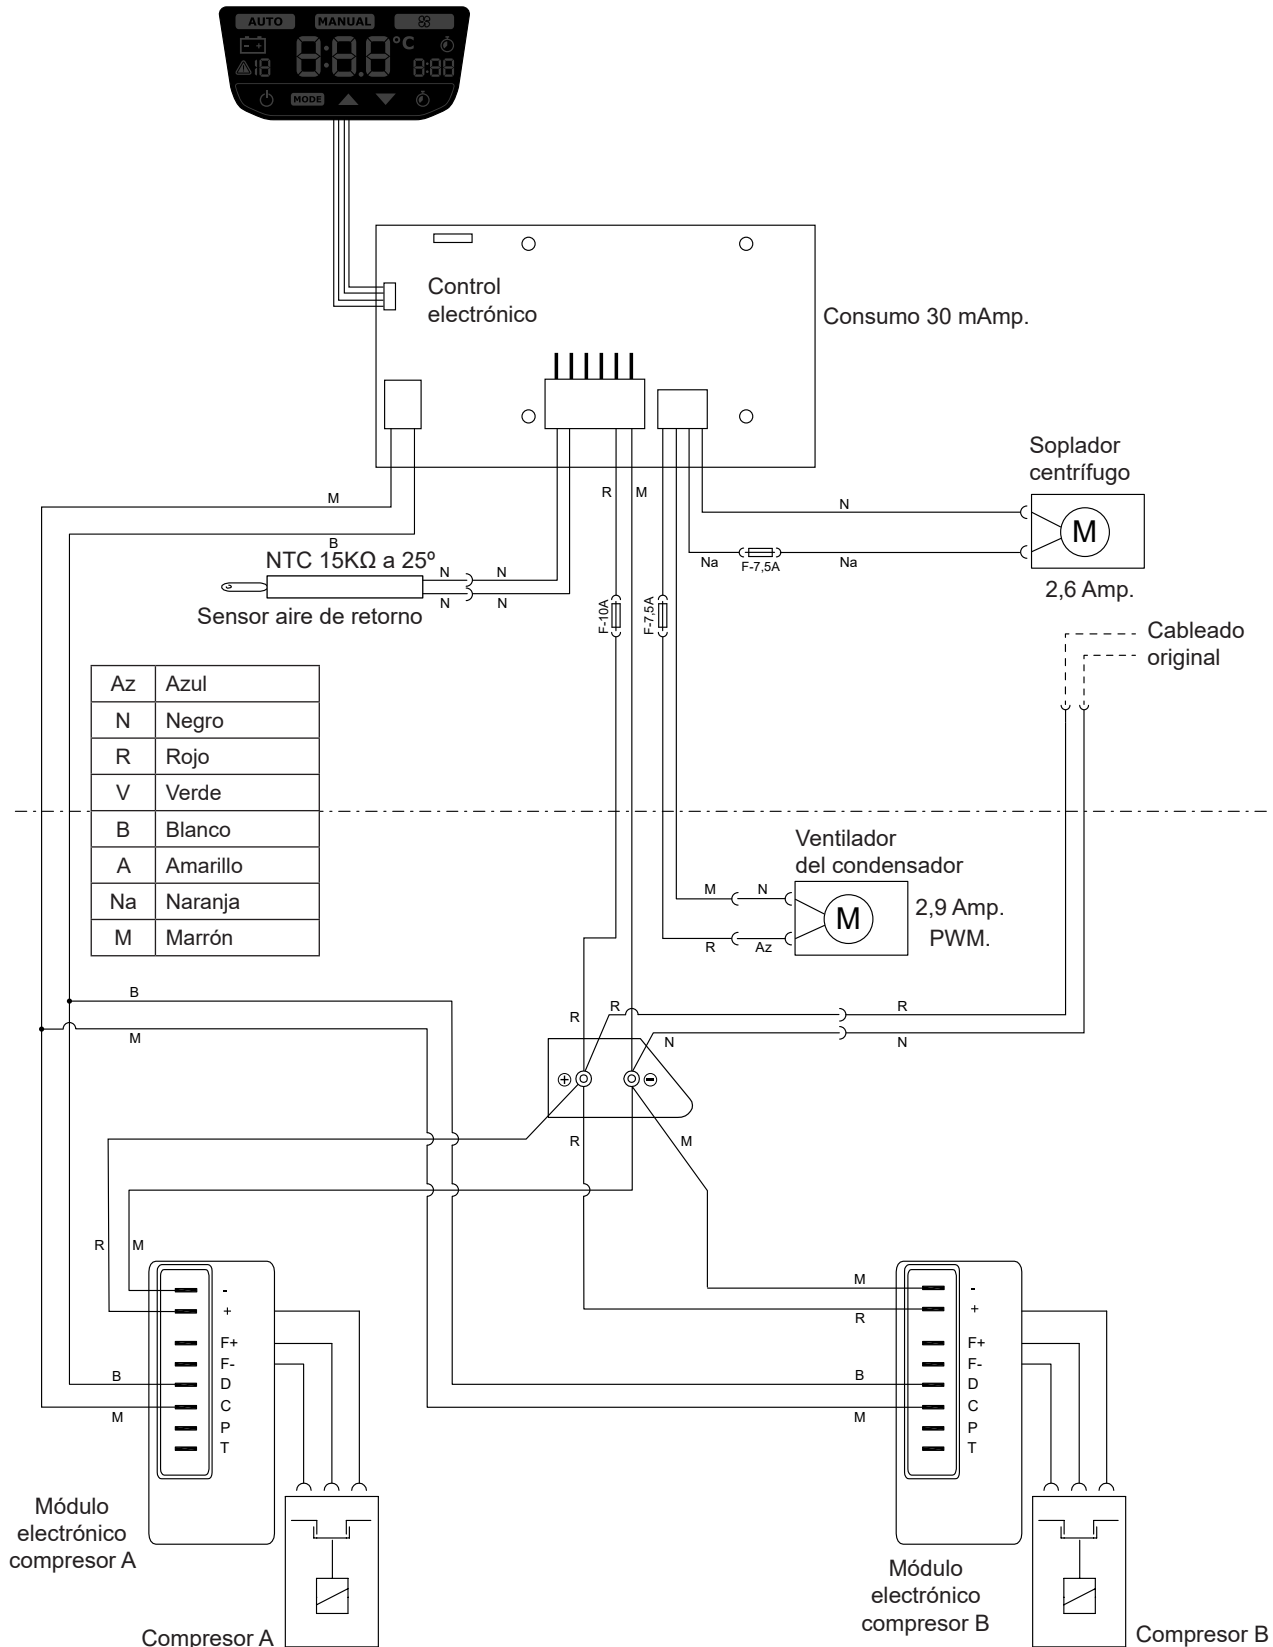 AUTO MANUAL
8:8.8 °C
18 8:88
MODE
Control
electrónico
Consumo 30 mAmp.
Soplador
centrífugo
M
2,6 Amp.
M
B
R M
N
Na F-7,5A Na
NTC 15KΩ a 25º
N N
N N
Sensor aire de retorno
F-10A
F-7,5A
Cableado
original
Az Azul
N Negro
R Rojo
V Verde
B Blanco
A Amarillo
Na Naranja
M Marrón
Ventilador
del condensador
M N
M
R Az
2,9 Amp.
PWM.
B
M
R R R
N N
+ -
R M
R M
- 
+
F+
F-
D
C
P
T
B
M
M
R
B
M
-
+
F+
F-
D
C
P
T
Módulo
electrónico
compresor A
Compresor A
Módulo
electrónico
compresor B
Compresor B